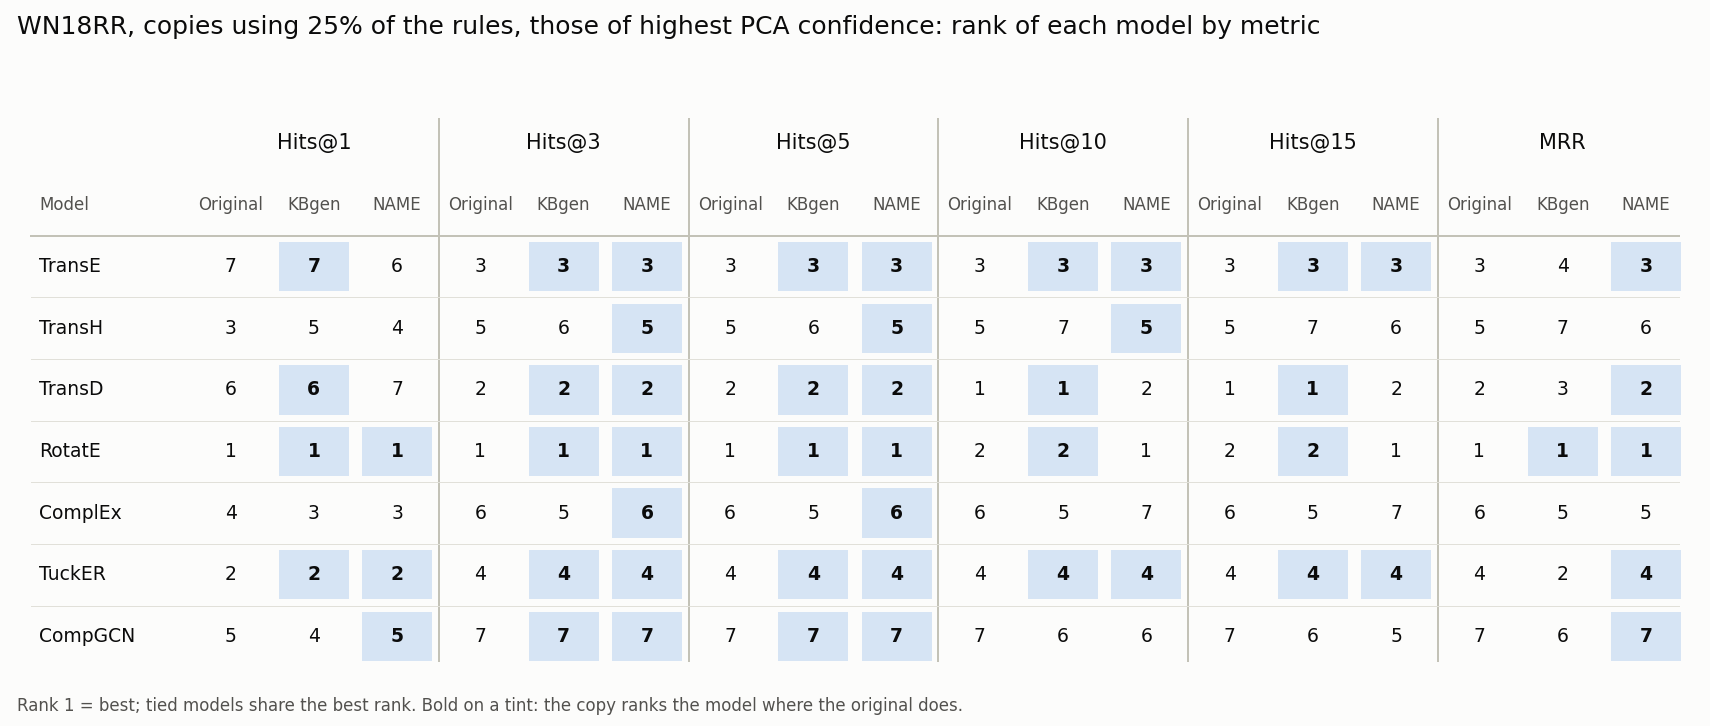 WN18RR, copies using 25% of the rules, those of highest PCA confidence: rank of each model by metric
Hits@1 Hits@3 Hits@5 Hits@10 Hits@15 MRR
Model Original KBgen NAME Original KBgen NAME Original KBgen NAME Original KBgen NAME Original KBgen NAME Original KBgen NAME
TransE 7 7 6 3 3 3 3 3 3 3 3 3 3 3 3 3 4 3
TransH 3 5 4 5 6 5 5 6 5 5 7 5 5 7 6 5 7 6
TransD 6 6 7 2 2 2 2 2 2 1 1 2 1 1 2 2 3 2
RotatE 1 1 1 1 1 1 1 1 1 2 2 1 2 2 1 1 1 1
ComplEx 4 3 3 6 5 6 6 5 6 6 5 7 6 5 7 6 5 5
TuckER 2 2 2 4 4 4 4 4 4 4 4 4 4 4 4 4 2 4
CompGCN 5 4 5 7 7 7 7 7 7 7 6 6 7 6 5 7 6 7
Rank 1 = best; tied models share the best rank. Bold on a tint: the copy ranks the model where the original does.